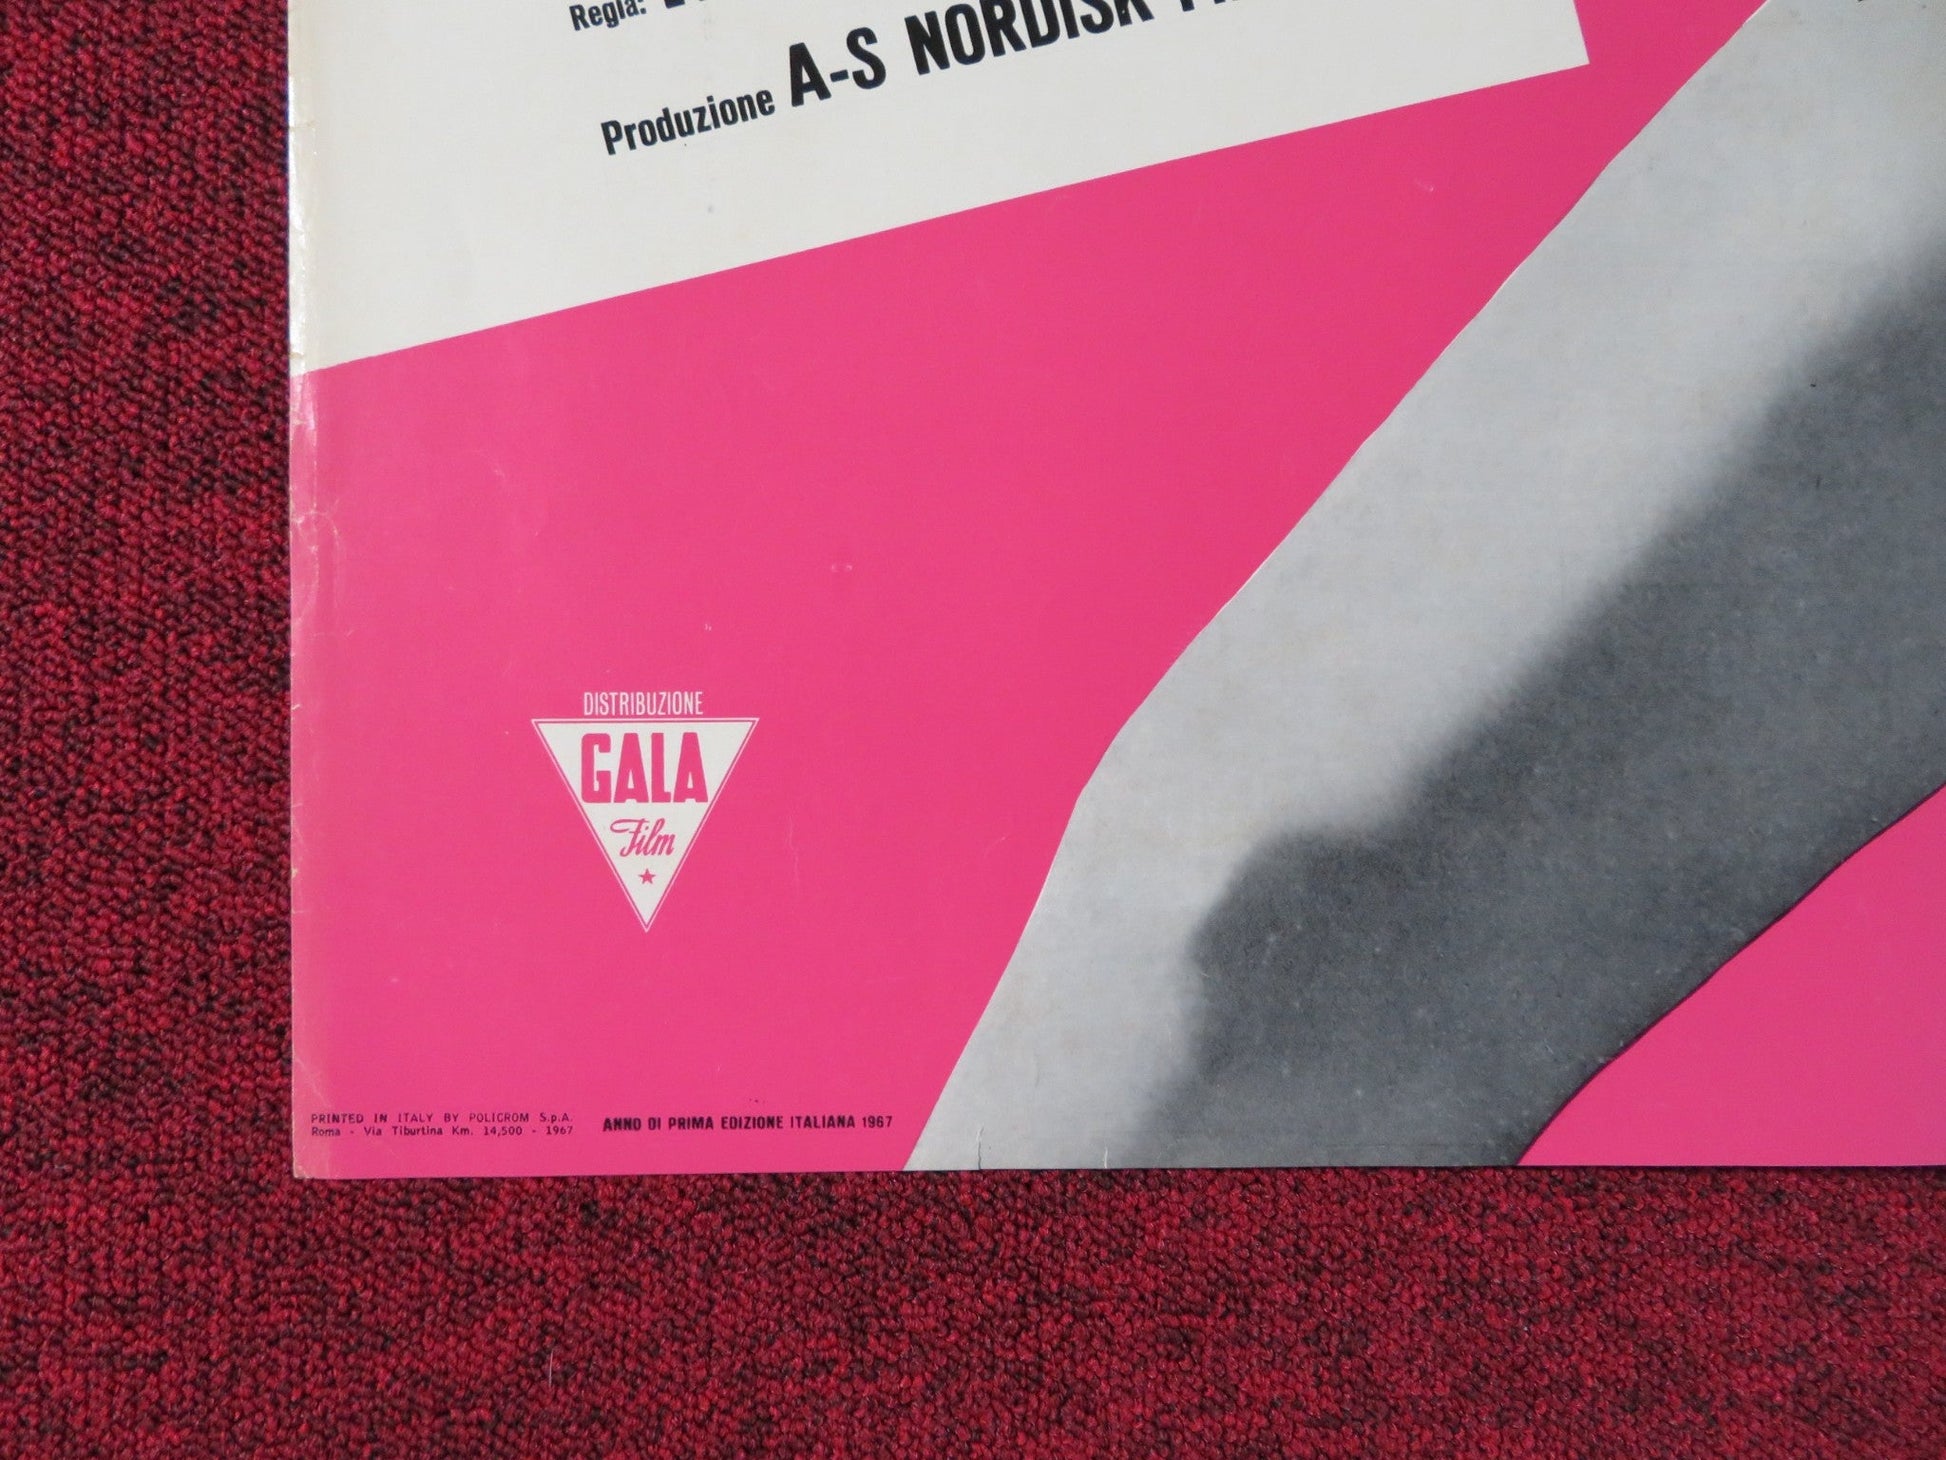 Regia:
Produzione A-S NORDISK
DISTRIBUZIONE
GALA
Film
PRINTED IN ITALY BY POLICROM S.p.A.
Roma - Via Tiburtina Km. 14,500 - 1967
ANNO DI PRIMA EDIZIONE ITALIANA 1967